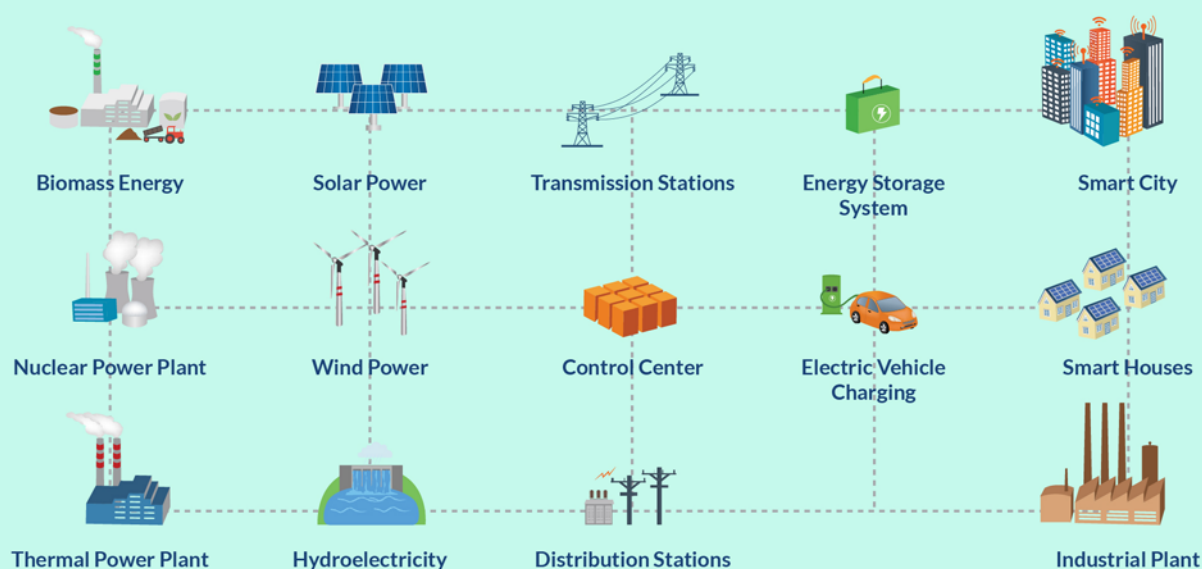 Biomass Energy
Solar Power
Transmission Stations
Energy Storage
System
Smart City
Nuclear Power Plant
Wind Power
Control Center
Electric Vehicle
Charging
Smart Houses
Thermal Power Plant
Hydroelectricity
Distribution Stations
Industrial Plant